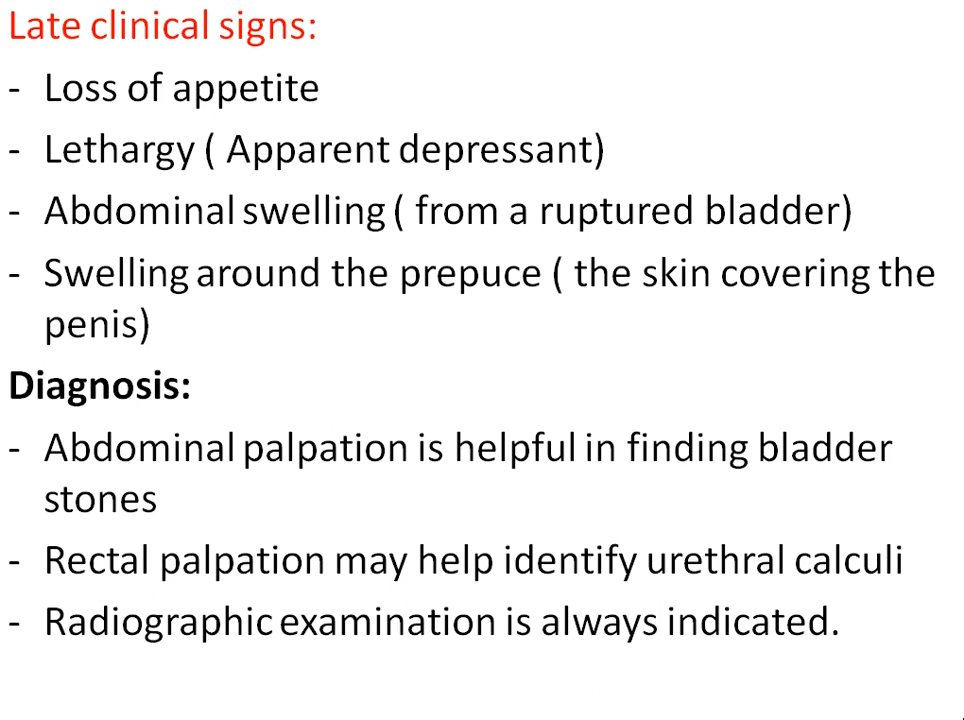 Late clinical signs:
- Loss of appetite
- Lethargy ( Apparent depressant)
- Abdominal swelling ( from a ruptured bladder)
- Swelling around the prepuce ( the skin covering the
penis)
Diagnosis:
- Abdominal palpation is helpful in finding bladder
stones
- Rectal palpation may help identify urethral calculi
- Radiographic examination is always indicated.